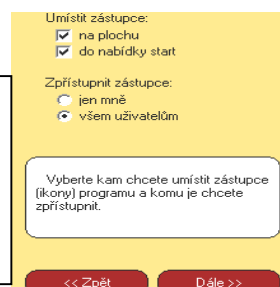 Umístit zástupce:
na plochu
do nabídky start
Zpřístupnit zástupce:
jen mně
všem uživatelům
Vyberte kam chcete umístit zástupce
(ikony) programu a komu je chcete
zpřístupnit.
<< Zpět
Dále >>